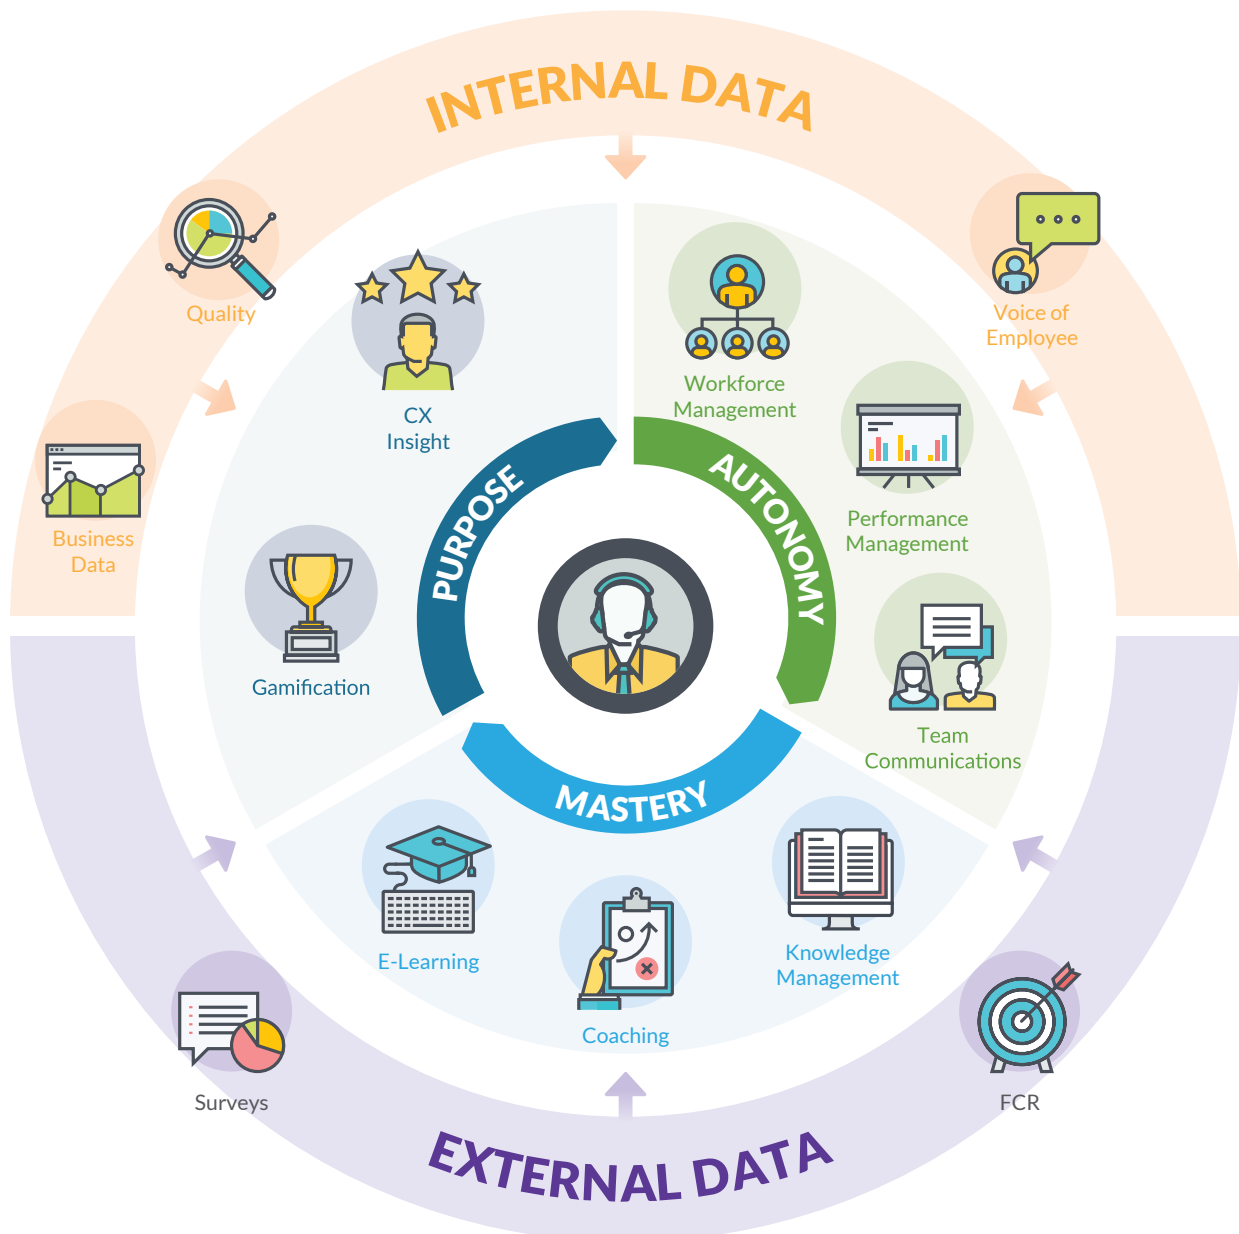 INTERNAL DATA
Quality
Voice of
Employee
CX
Insight
Workforce
Management
Business
Data
Performance
Management
PURPOSE
AUTONOMY
Gamification
Team
Communications
MASTERY
E-Learning
Coaching
Knowledge
Management
Surveys
FCR
EXTERNAL DATA